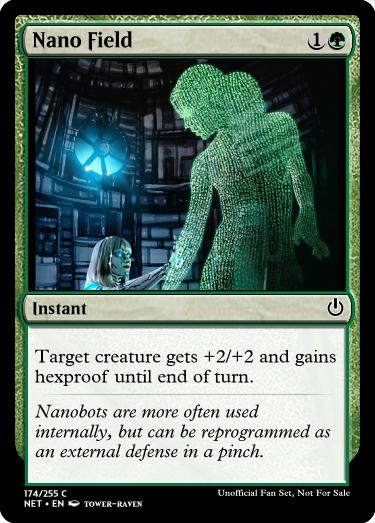 Nano Field 1
Instant
Target creature gets +2/+2 and gains
hexproof until end of turn.
Nanobots are more often used
internally, but can be reprogrammed as
an external defense in a pinch.
174/255 C
NET • EN TOWER-RAVEN
Unofficial Fan Set, Not For Sale